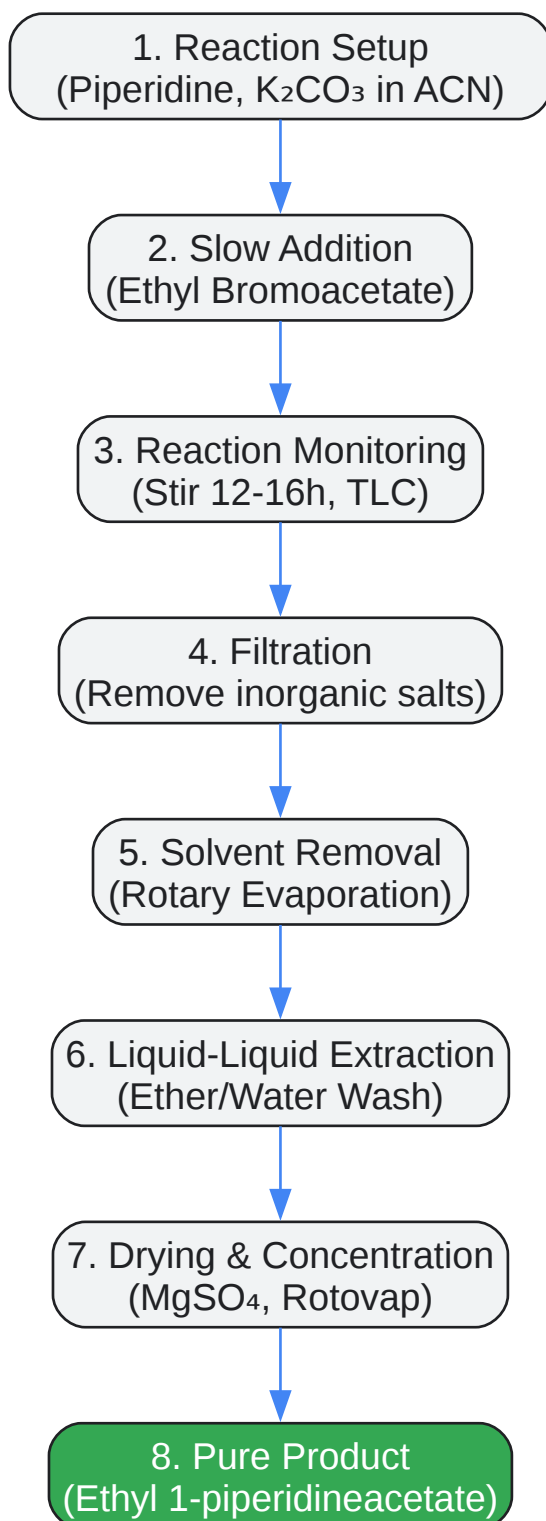 1. Reaction Setup
(Piperidine, K₂CO₃ in ACN)
2. Slow Addition
(Ethyl Bromoacetate)
3. Reaction Monitoring
(Stir 12-16h, TLC)
4. Filtration
(Remove inorganic salts)
5. Solvent Removal
(Rotary Evaporation)
6. Liquid-Liquid Extraction
(Ether/Water Wash)
7. Drying & Concentration
(MgSO₄, Rotovap)
8. Pure Product
(Ethyl 1-piperidineacetate)